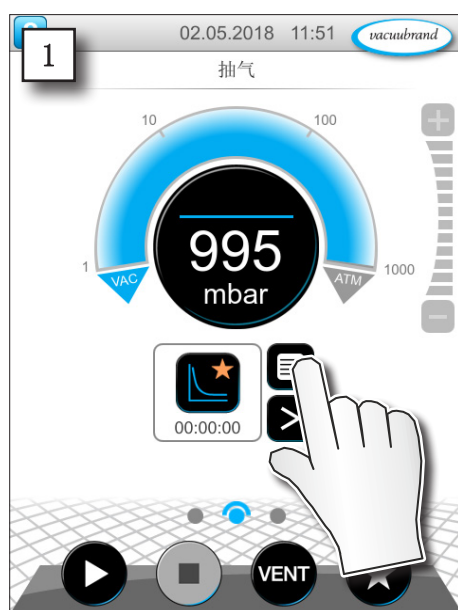 1
02.05.2018 11:51 vacuubrand
抽气
10 100
1 VAC ATM 1000
995
mbar
00:00:00
VENT